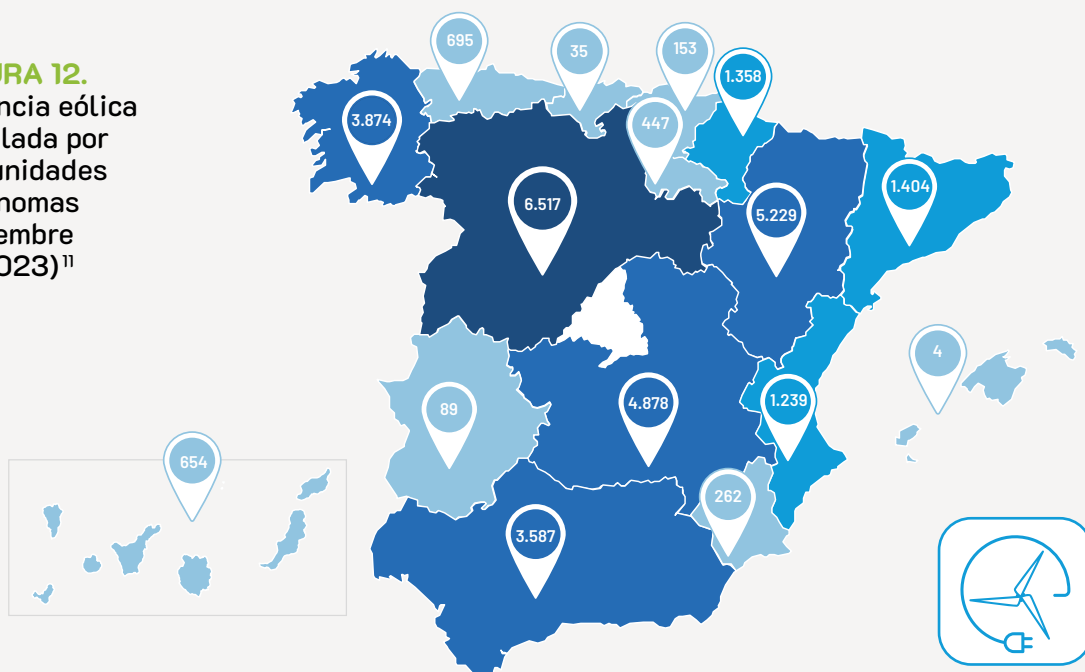 URA 12.
ncia eólica
lada por
unidades
nomas
embre
023)¹¹
695
35
153
1.358
3.874
447
6.517
5.229
1.404
4
89
4.878
1.239
654
262
3.587